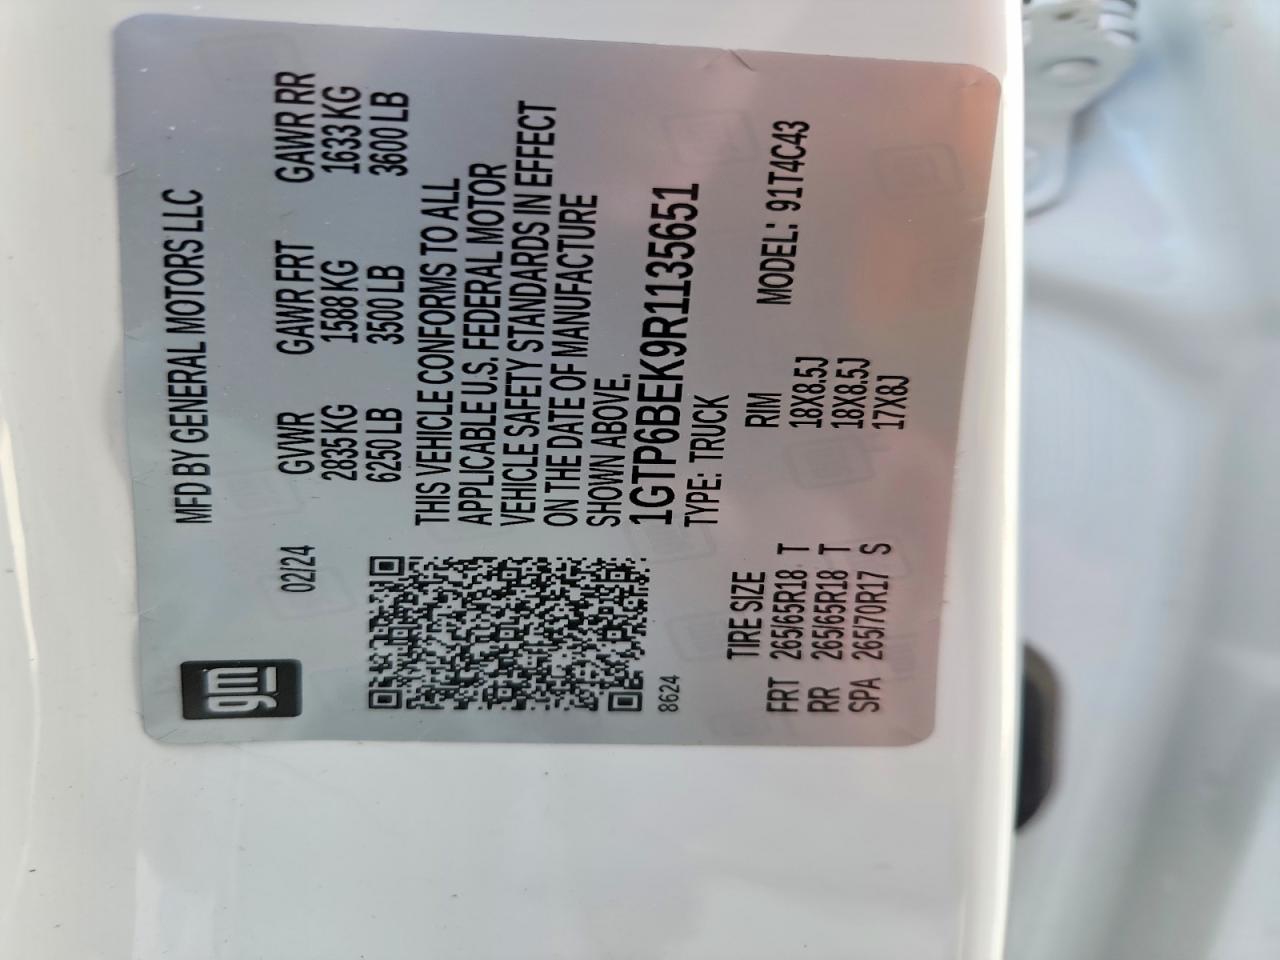 gm
MFD BY GENERAL MOTORS LLC
02/24 GVWR GAWR FRT GAWR RR
2835 KG 1588 KG 1633 KG
6250 LB 3500 LB 3600 LB
THIS VEHICLE CONFORMS TO ALL
APPLICABLE U.S. FEDERAL MOTOR
VEHICLE SAFETY STANDARDS IN EFFECT
ON THE DATE OF MANUFACTURE
SHOWN ABOVE.
1GTP6BEK9R1135651
8624 TYPE: TRUCK
TIRE SIZE RIM MODEL: 91T4C43
FRT 265/65R18 T 18X8.5J
RR 265/65R18 T 18X8.5J
SPA 265/70R17 S 17X8J